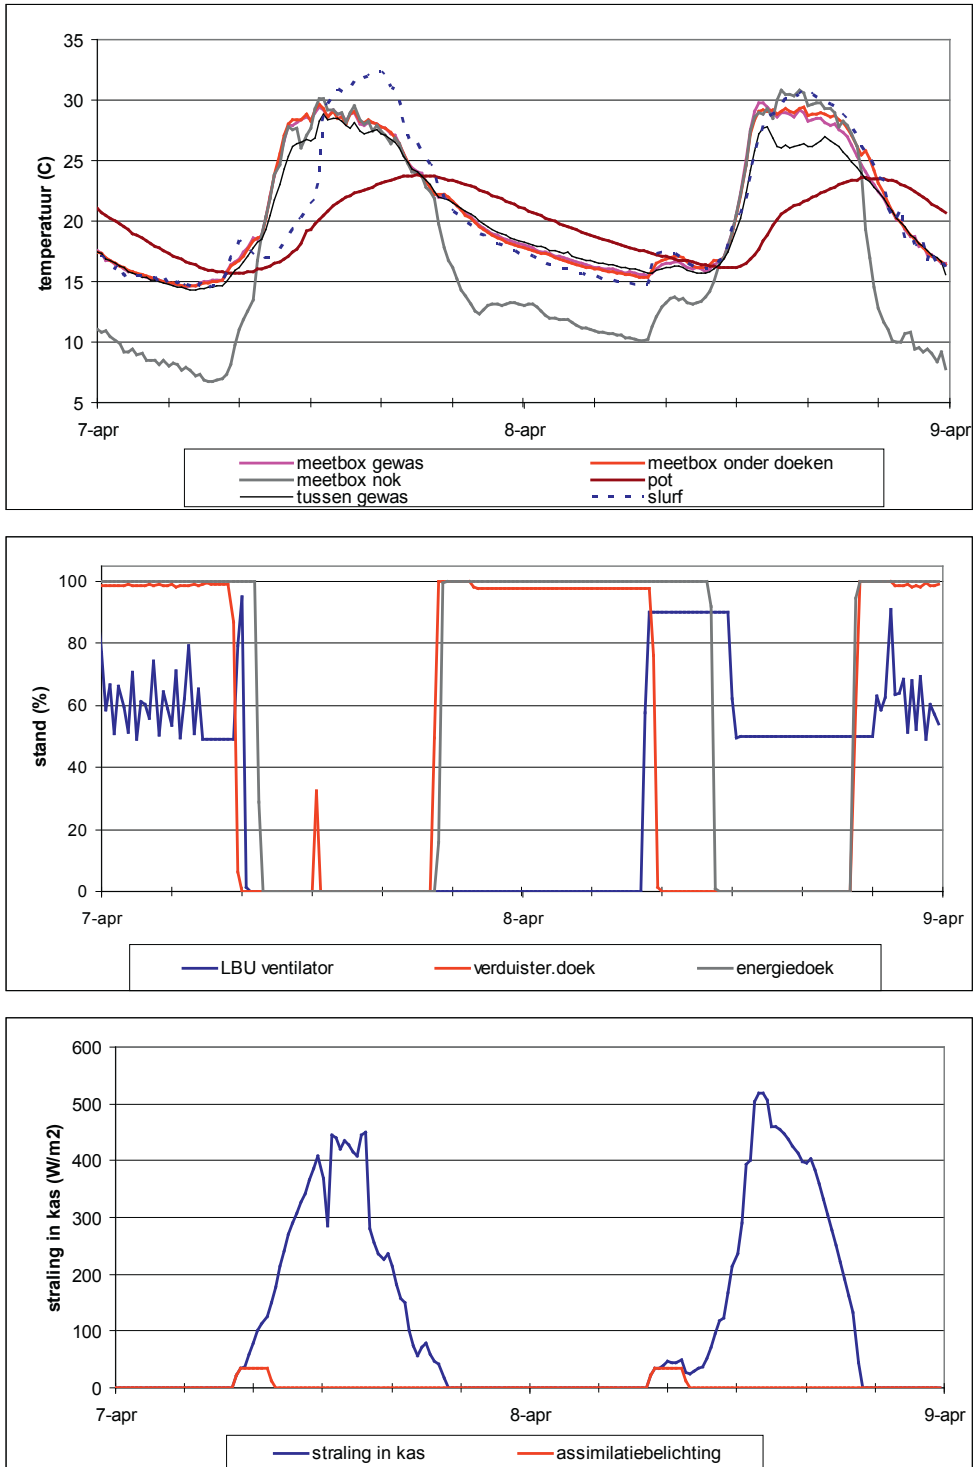 35
30
25
20
15
10
5
temperatuur (C)
7-apr
8-apr
9-apr
meetbox gewas
meetbox onder doeken
meetbox nok
pot
tussen gewas
slurf
100
80
60
40
20
0
stand (%)
7-apr
8-apr
9-apr
LBU ventilator
verduister.doek
energiedoek
600
500
400
300
200
100
0
straling in kas (W/m2)
7-apr
8-apr
9-apr
straling in kas
assimilatiebelichting